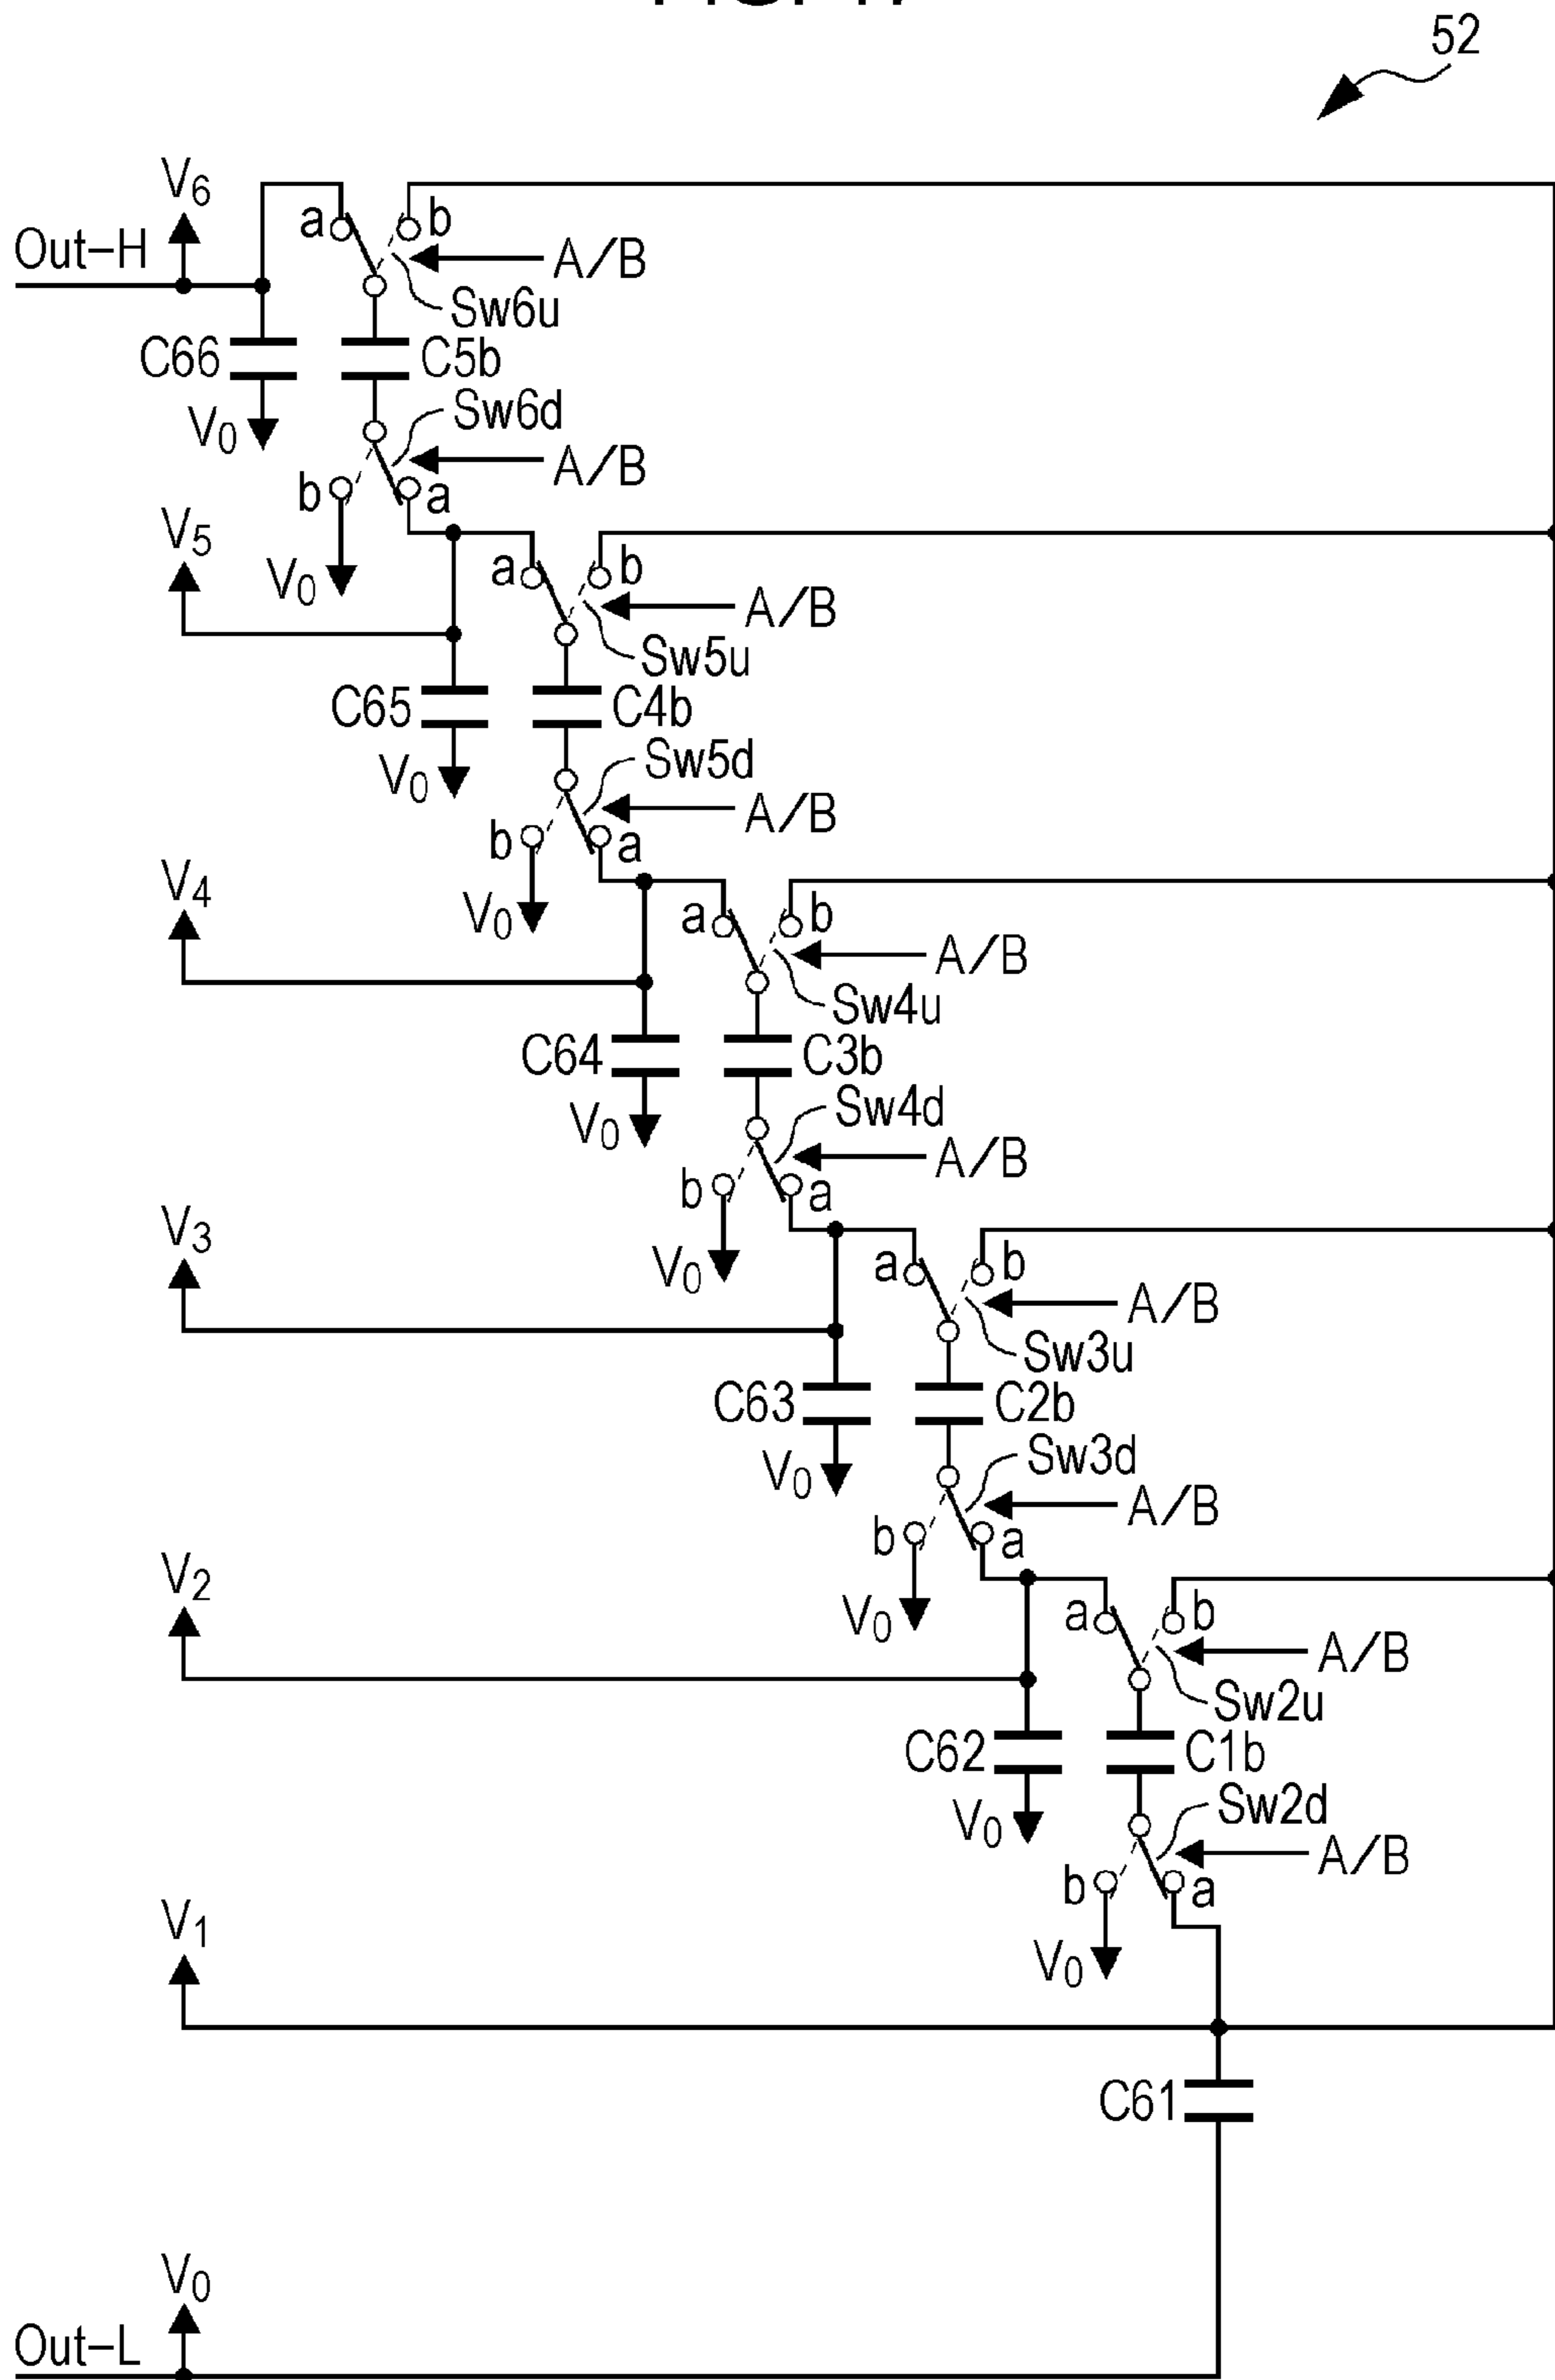 52
V6
a b
Out-H
A/B
Sw6u
C66 C5b
Sw6d
V0
A/B
b a
V5
V0
a b
A/B
Sw5u
C65 C4b
Sw5d
V0
A/B
b a
V4
V0
a b
A/B
Sw4u
C64 C3b
Sw4d
V0
A/B
b a
V3
V0
a b
A/B
Sw3u
C63 C2b
Sw3d
V0
A/B
b a
V2
V0
a b
A/B
Sw2u
C62 C1b
Sw2d
V0
A/B
b a
V1
V0
C61
V0
Out-L